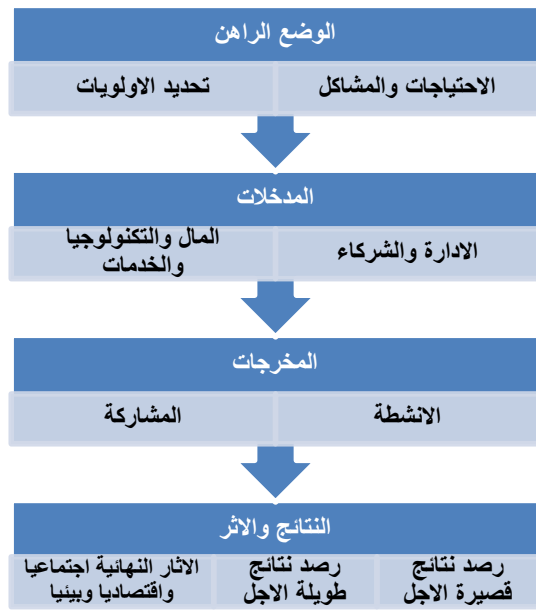 الوضع الراهن
الاحتياجات والمشاكل
تحديد الاولويات
المدخلات
الادارة والشركاء
المال والتكنولوجيا
والخدمات
المخرجات
الانشطة
المشاركة
النتائج والاثر
رصد نتائج
قصيرة الاجل
رصد نتائج
طويلة الاجل
الاثار النهائية اجتماعيا
واقتصاديا وبيئيا